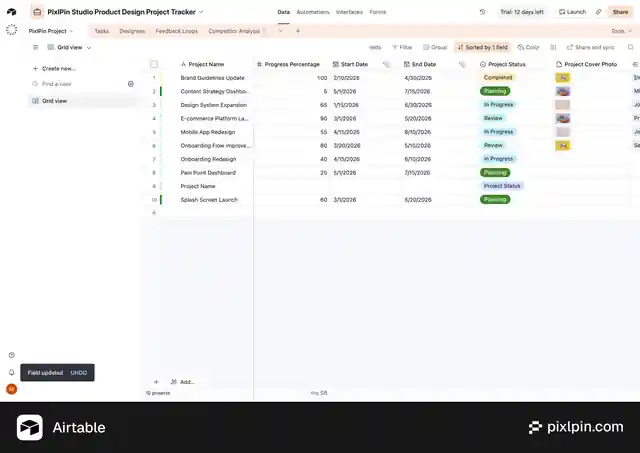 PixlPin Studio Product Design Project Tracker
Data Automations Interfaces Forms
Trial: 12 days left Launch Share
PixlPin Project Tasks Designers Feedback Loops Competitor Analysis Tools
Grid view Filter Group Sorted by 1 field Color Share and sync
Create new...
Find a view
Grid view
Project Name Progress Percentage Start Date End Date Project Status Project Cover Photo
1 Brand Guidelines Update 100 2/10/2026 4/30/2026 Completed
2 Content Strategy Dashbo... 5 7/15/2026 Planning
3 Design System Expansion 65 1/15/2026 6/30/2026 In Progress
4 E-commerce Platform La... 90 3/1/2026 5/20/2026 Review
5 Mobile App Redesign 55 4/15/2026 6/10/2026 In Progress
6 Onboarding Flow Improve... 80 3/20/2026 5/10/2026 Review
7 Onboarding Redesign 40 4/15/2026 6/10/2026 In Progress
8 Pain Point Dashboard 25 5/1/2026 7/15/2026 Planning
9 Project Name Project Status
10 Splash Screen Launch 60 3/1/2026 5/20/2026 Planning
+ Add...
10 projects Avg 58
Field updated UNDO
M
Airtable
pixlpin.com